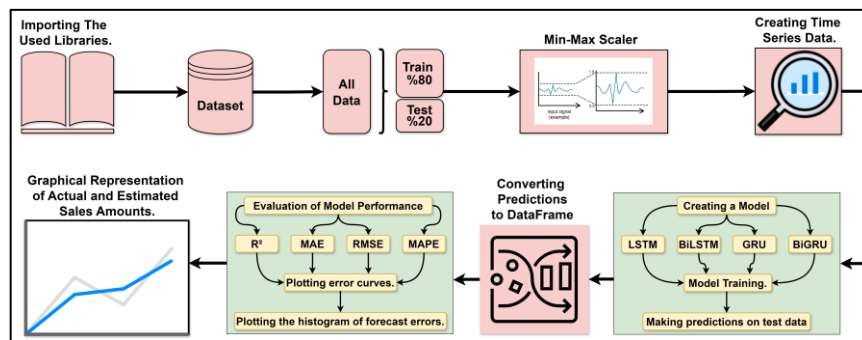 Importing The
Used Libraries.
Dataset
All
Data
Train
%80
Test
%20
Min-Max Scaler
Input signal
(example)
Creating Time
Series Data.
Graphical Representation
of Actual and Estimated
Sales Amounts.
Evaluation of Model Performance
R²
MAE
RMSE
MAPE
Plotting error curves.
Plotting the histogram of forecast errors.
Converting
Predictions
to DataFrame
Creating a Model
LSTM
BiLSTM
GRU
BiGRU
Model Training.
Making predictions on test data